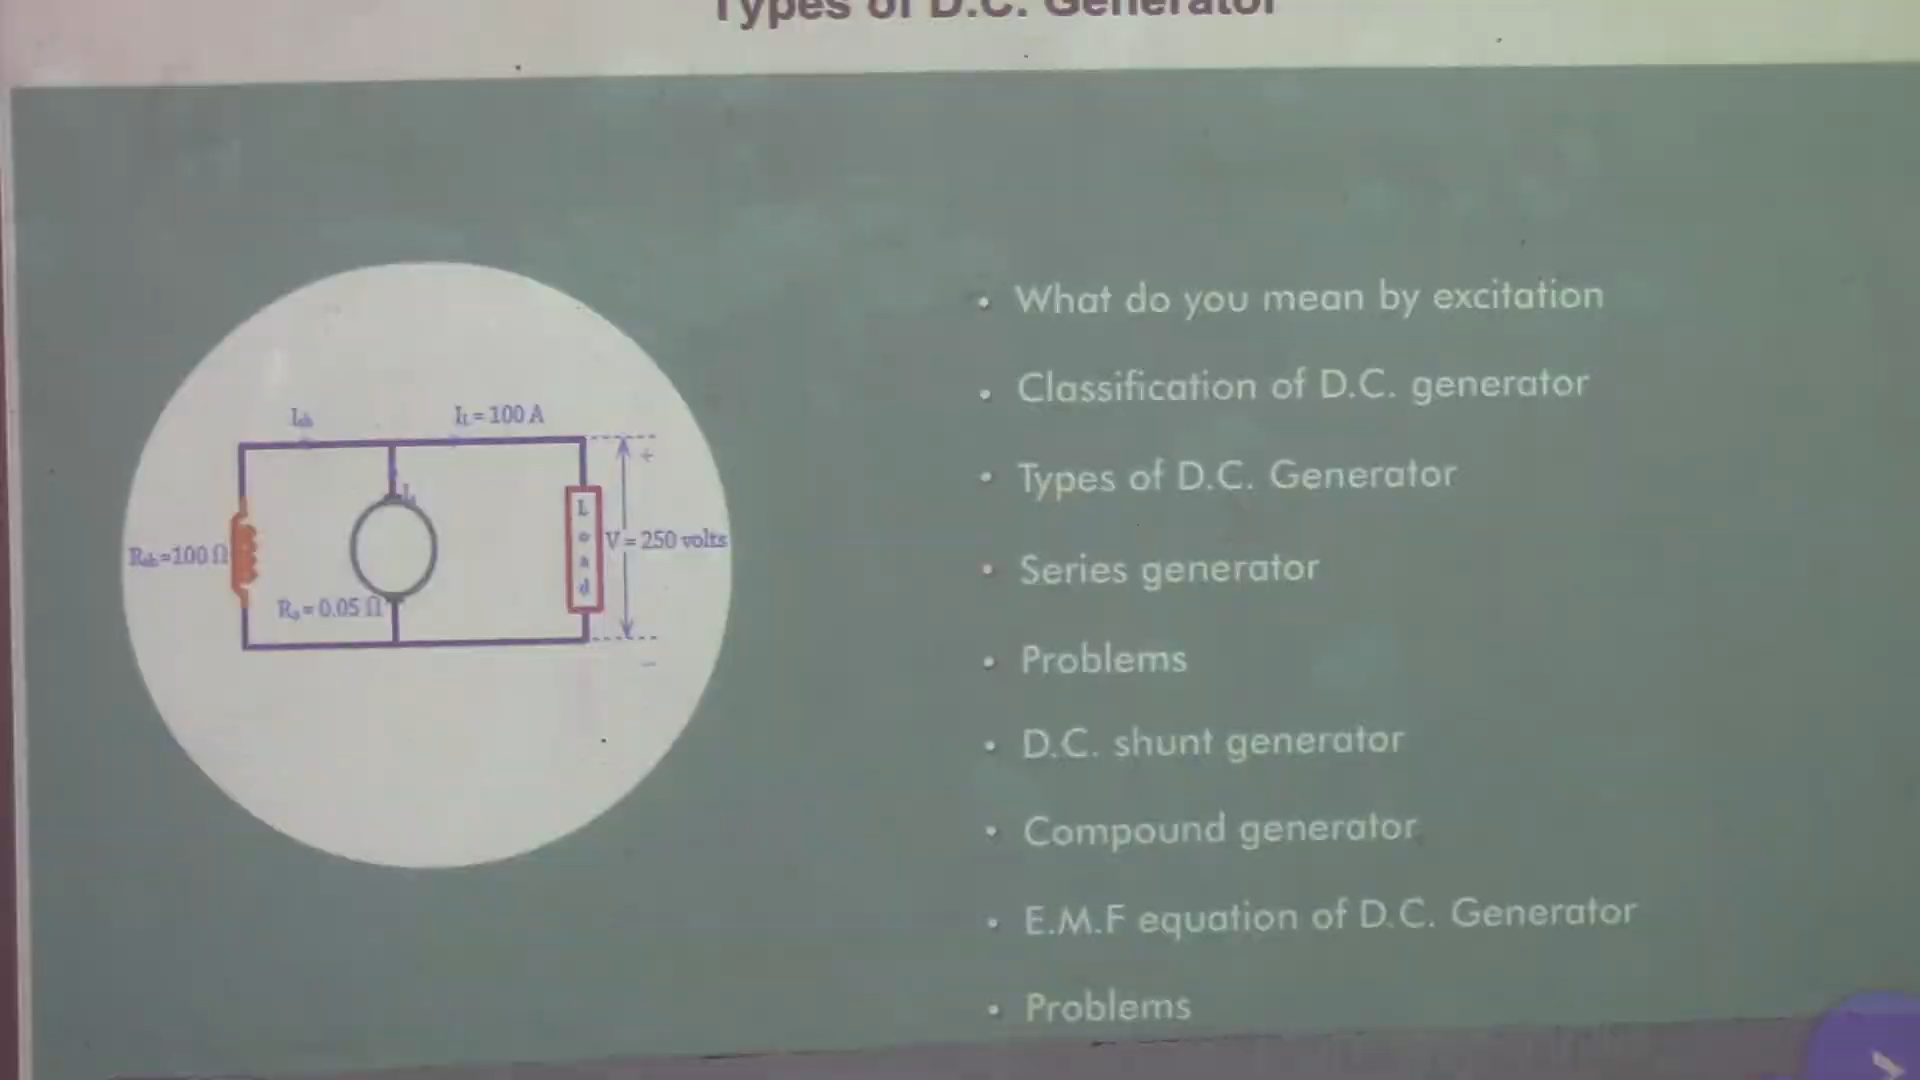 Types of D.C. Generator
Ish
IL = 100 A
+
Rsh=100 Ω
Ra = 0.05 Ω
Load
V = 250 volts
–
• What do you mean by excitation
• Classification of D.C. generator
• Types of D.C. Generator
• Series generator
• Problems
• D.C. shunt generator
• Compound generator
• E.M.F equation of D.C. Generator
• Problems